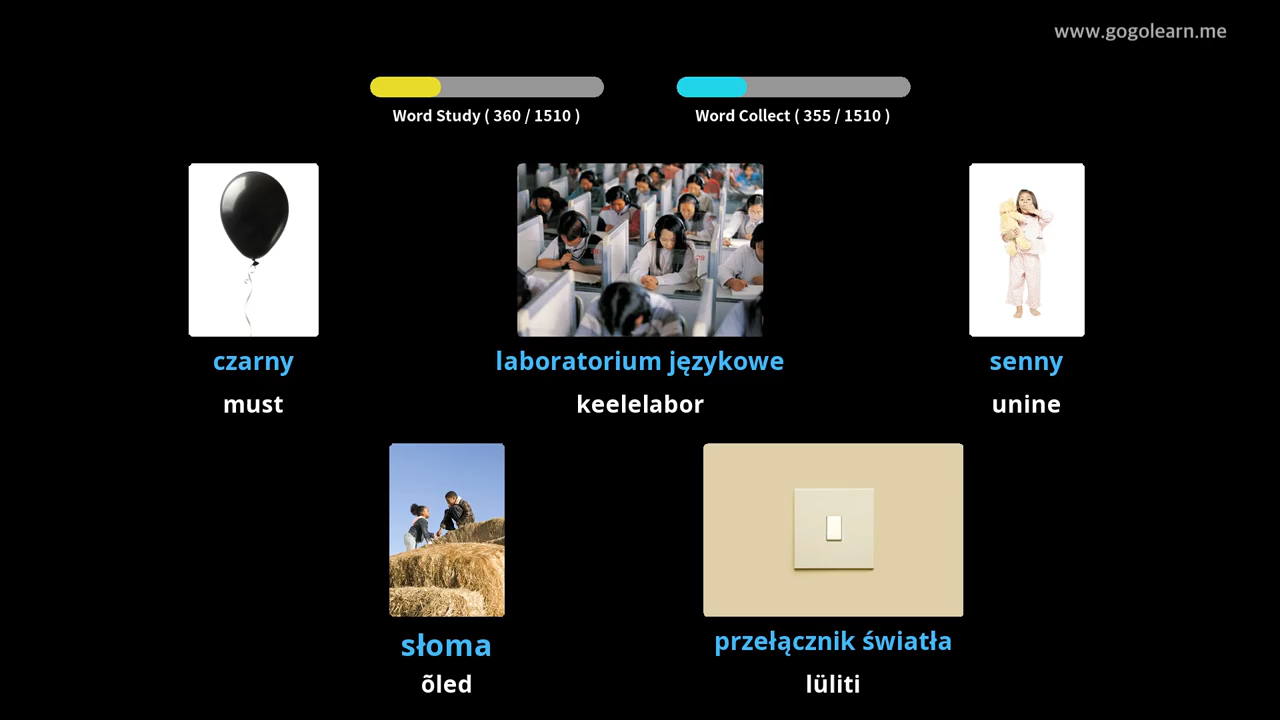 www.gogolearn.me
Word Study ( 360 / 1510 )
Word Collect ( 355 / 1510 )
czarny
must
laboratorium językowe
keelelabor
senny
unine
słoma
õled
przełącznik światła
lüliti